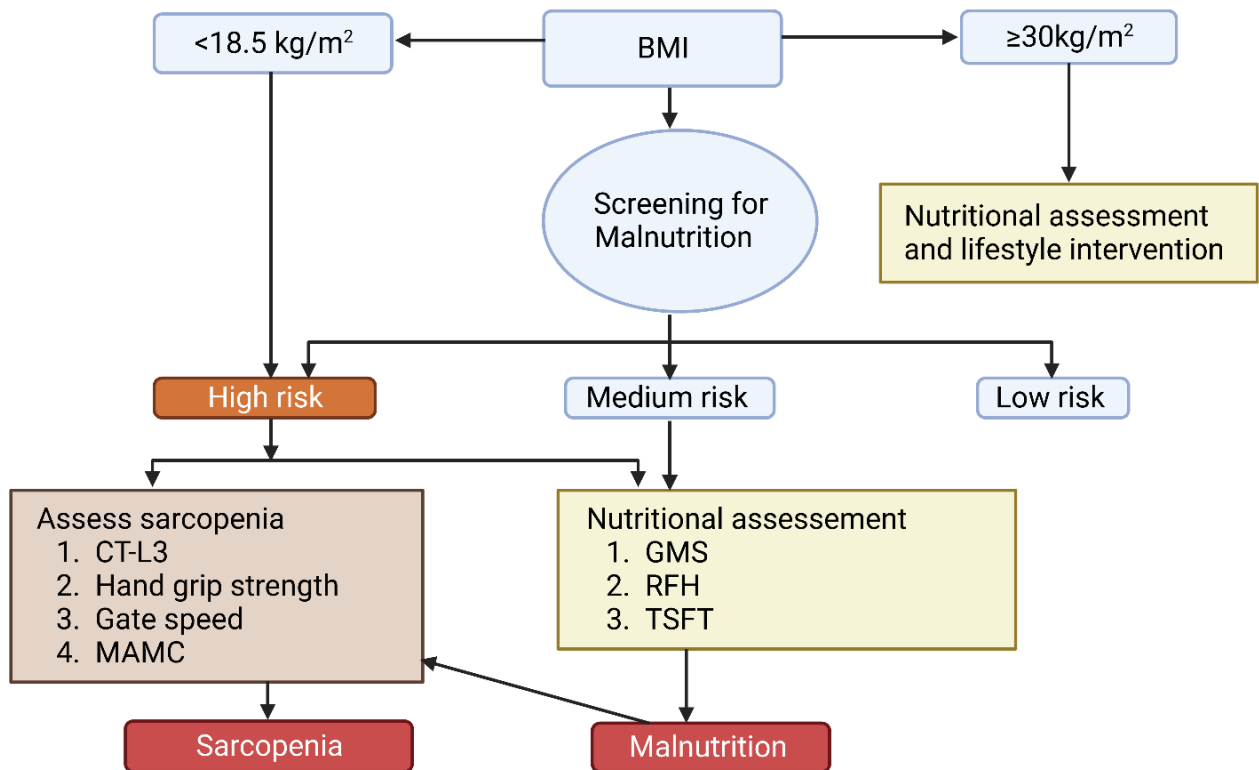 <18.5 kg/m²
BMI
≥30kg/m²
Screening for
Malnutrition
Nutritional assessment
and lifestyle intervention
High risk
Medium risk
Low risk
Assess sarcopenia
1. CT-L3
2. Hand grip strength
3. Gate speed
4. MAMC
Nutritional assessement
1. GMS
2. RFH
3. TSFT
Sarcopenia
Malnutrition